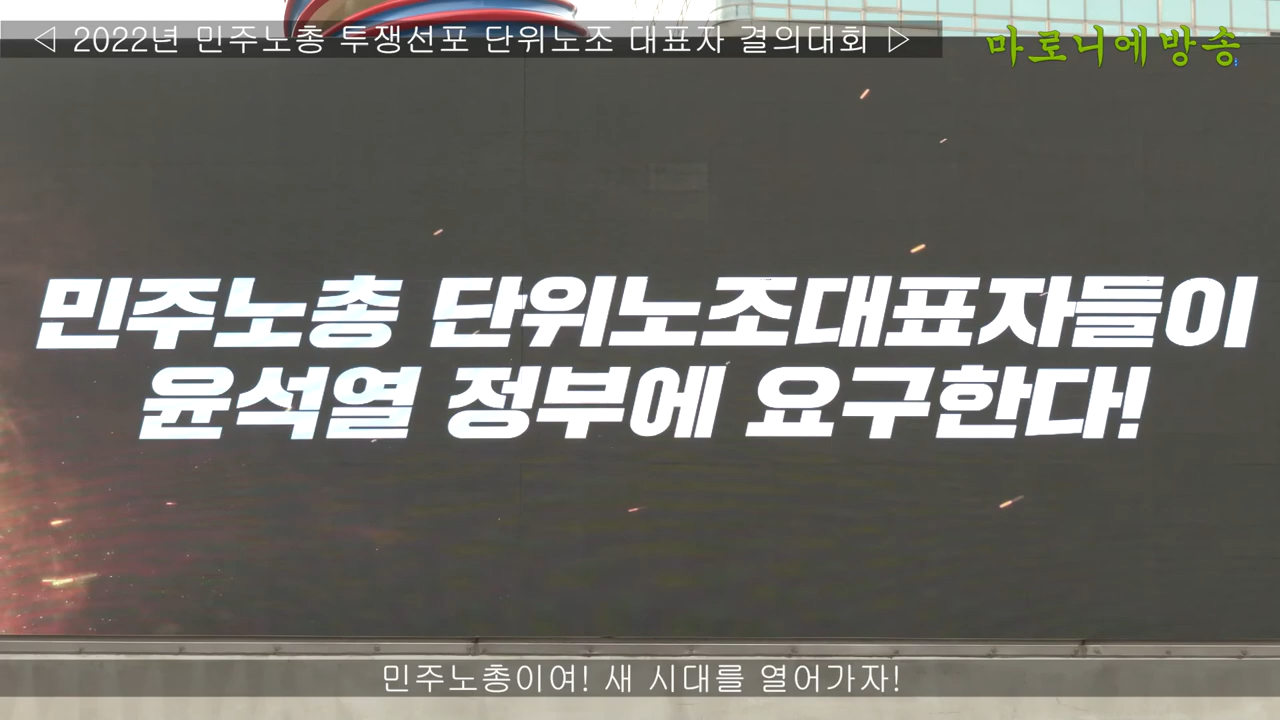 ◁ 2022년 민주노총 투쟁선포 단위노조 대표자 결의대회 ▷
마로니에방송
민주노총 단위노조대표자들이
윤석열 정부에 요구한다!
민주노총이여! 새 시대를 열어가자!